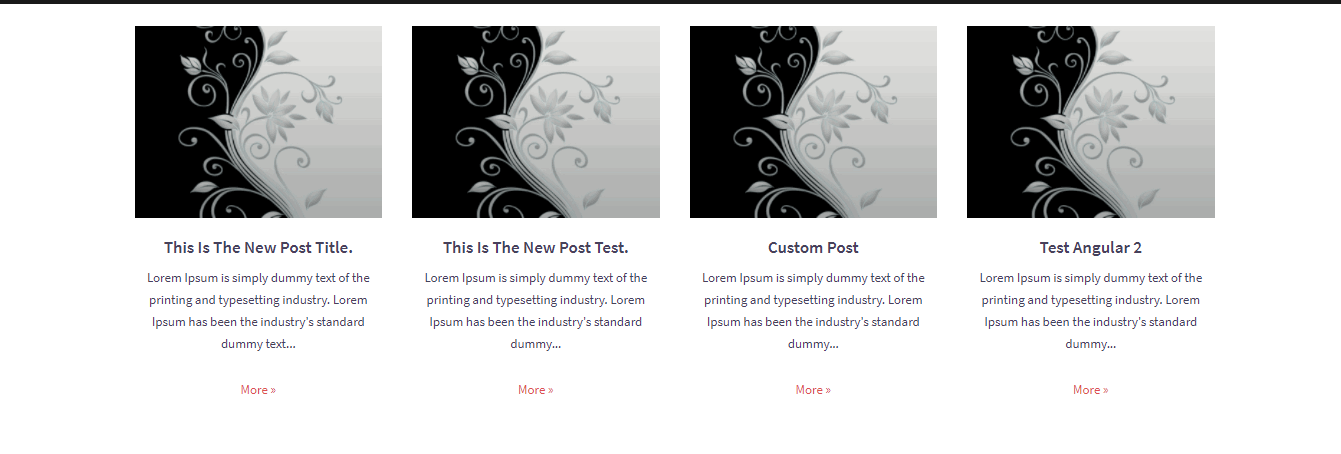 This Is The New Post Title.
Lorem Ipsum is simply dummy text of the
printing and typesetting industry. Lorem
Ipsum has been the industry's standard
dummy text...
More »
This Is The New Post Test.
Lorem Ipsum is simply dummy text of the
printing and typesetting industry. Lorem
Ipsum has been the industry's standard
dummy...
More »
Custom Post
Lorem Ipsum is simply dummy text of the
printing and typesetting industry. Lorem
Ipsum has been the industry's standard
dummy...
More »
Test Angular 2
Lorem Ipsum is simply dummy text of the
printing and typesetting industry. Lorem
Ipsum has been the industry's standard
dummy...
More »